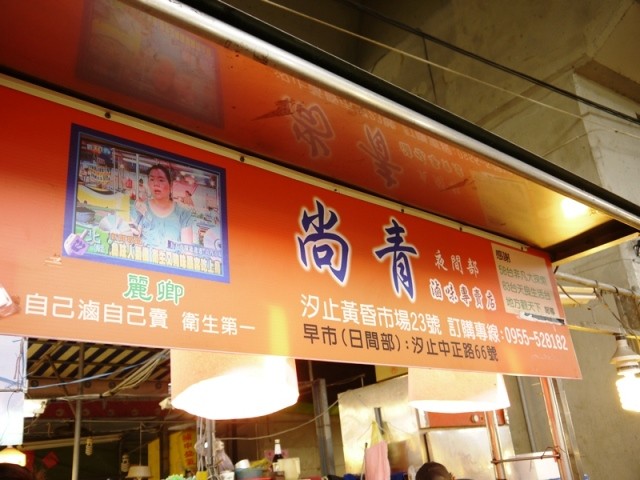 麗卿
自己滷自己賣 衛生第一
尚青
夜間部
滷味專賣店
汐止黃昏市場23號 訂購專線:0955-528182
早市(日間部):汐止中正路66號
感謝